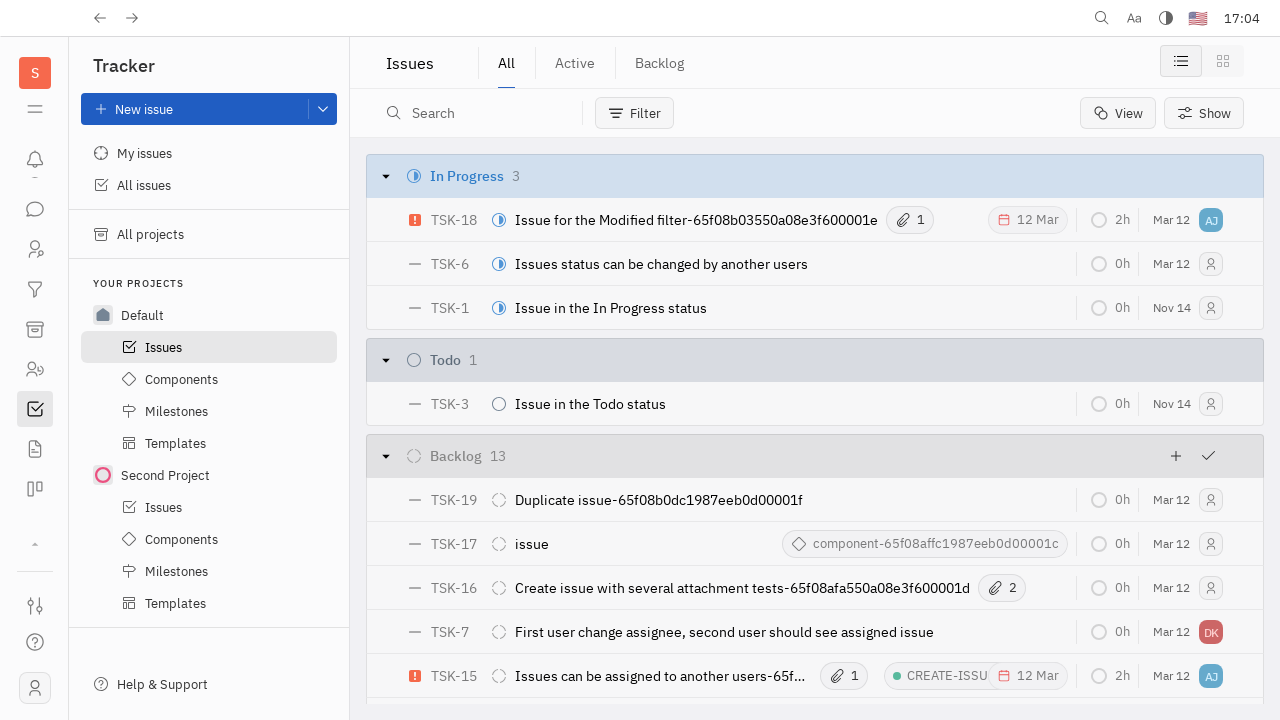 Aa
17:04
S
Tracker
New issue
My issues
All issues
All projects
YOUR PROJECTS
Default
Issues
Components
Milestones
Templates
Second Project
Issues
Components
Milestones
Templates
Help & Support
Issues
All
Active
Backlog
Search
Filter
View
Show
In Progress 3
TSK-18 Issue for the Modified filter-65f08b03550a08e3f600001e 1 12 Mar 2h Mar 12 AJ
TSK-6 Issues status can be changed by another users 0h Mar 12
TSK-1 Issue in the In Progress status 0h Nov 14
Todo 1
TSK-3 Issue in the Todo status 0h Nov 14
Backlog 13
TSK-19 Duplicate issue-65f08b0dc1987eeb0d00001f 0h Mar 12
TSK-17 issue component-65f08affc1987eeb0d00001c 0h Mar 12
TSK-16 Create issue with several attachment tests-65f08afa550a08e3f600001d 2 0h Mar 12
TSK-7 First user change assignee, second user should see assigned issue 0h Mar 12 DK
TSK-15 Issues can be assigned to another users-65f... 1 CREATE-ISSU 12 Mar 2h Mar 12 AJ